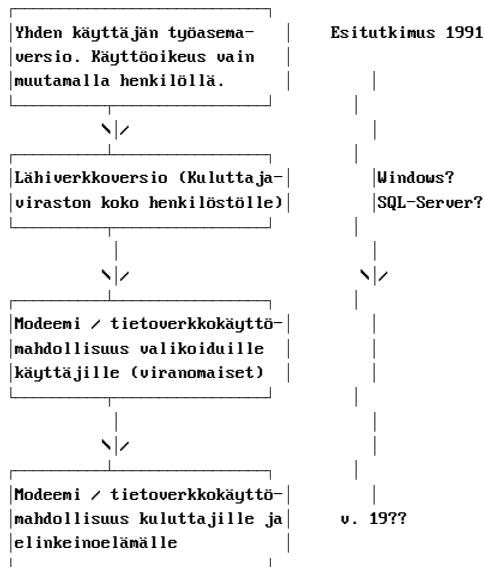 Yhden käyttäjän työasema- Esitutkimus 1991
versio. Käyttöoikeus vain
muutamalla henkilöllä.
Lähiverkkoversio (Kuluttaja- Windows?
viraston koko henkilöstölle) SQL-Server?
Modeemi / tietoverkkokäyttö-
mahdollisuus valikoiduille
käyttäjille (viranomaiset)
Modeemi / tietoverkkokäyttö-
mahdollisuus kuluttajille ja v. 19??
elinkeinoelämälle